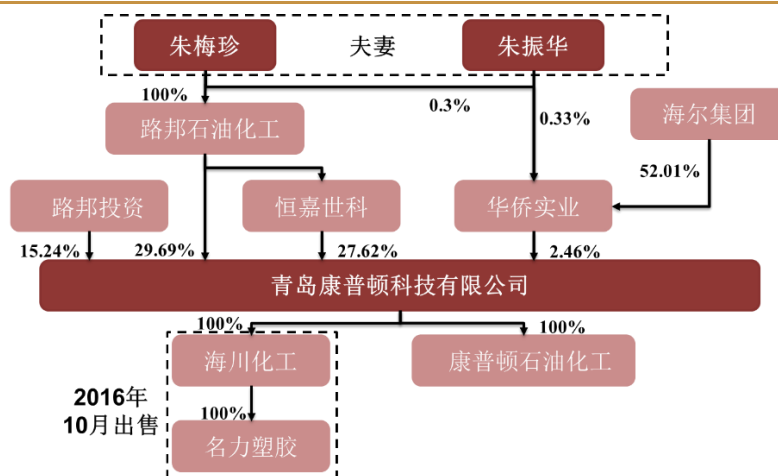 朱梅珍
夫妻
朱振华
100%
0.3%
0.33%
海尔集团
路邦石油化工
52.01%
路邦投资
恒嘉世科
华侨实业
15.24%
29.69%
27.62%
2.46%
青岛康普顿科技有限公司
100%
100%
海川化工
康普顿石油化工
2016年
10月出售
100%
名力塑胶